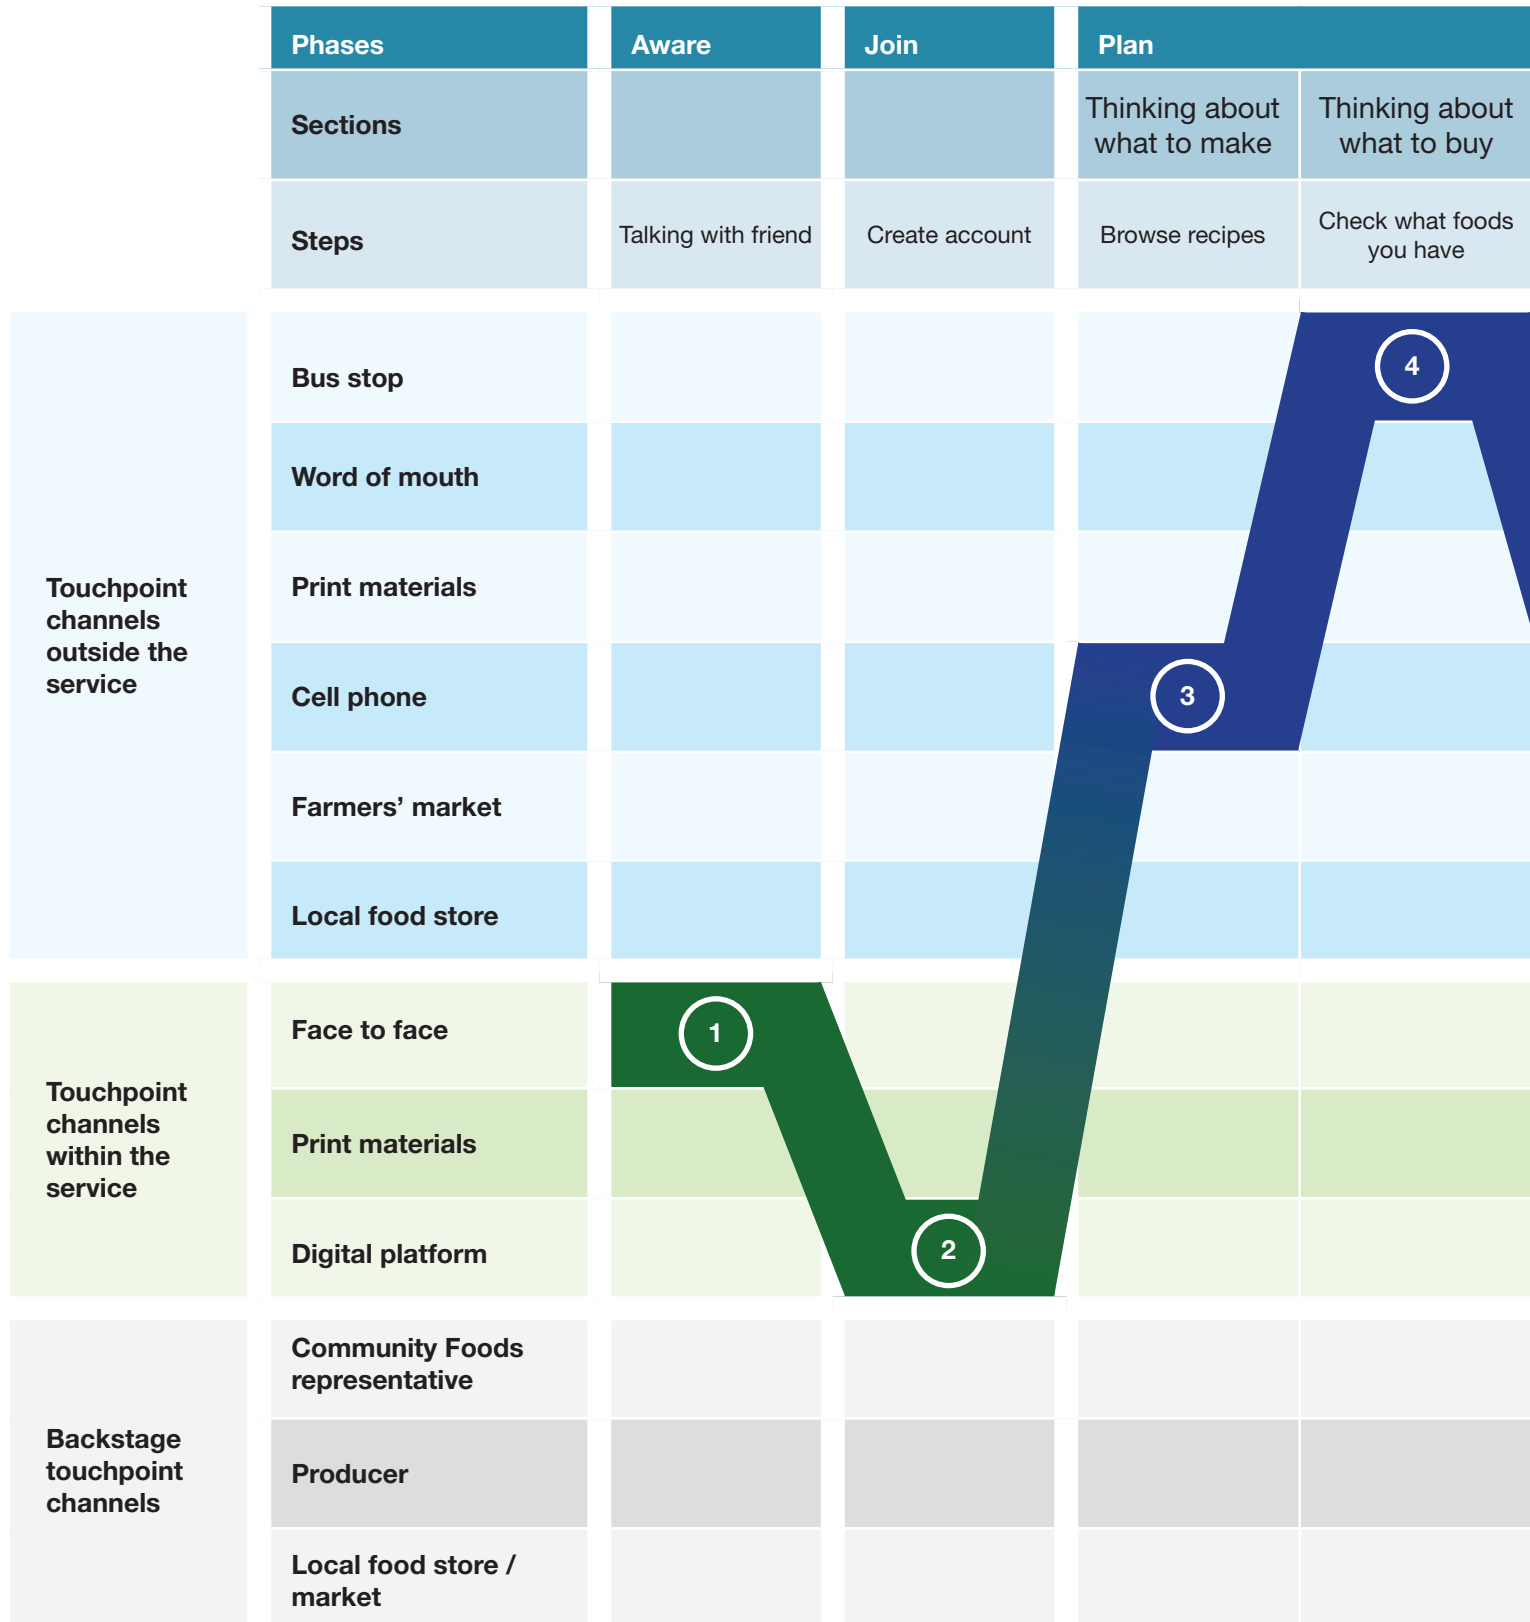 Phases
Aware
Join
Plan
Sections
Thinking about
what to make
Thinking about
what to buy
Steps
Talking with friend
Create account
Browse recipes
Check what foods
you have
Touchpoint
channels
outside the
service
Bus stop
4
Word of mouth
Print materials
Cell phone
3
Farmers’ market
Local food store
Touchpoint
channels
within the
service
Face to face
1
Print materials
Digital platform
2
Backstage
touchpoint
channels
Community Foods
representative
Producer
Local food store /
market